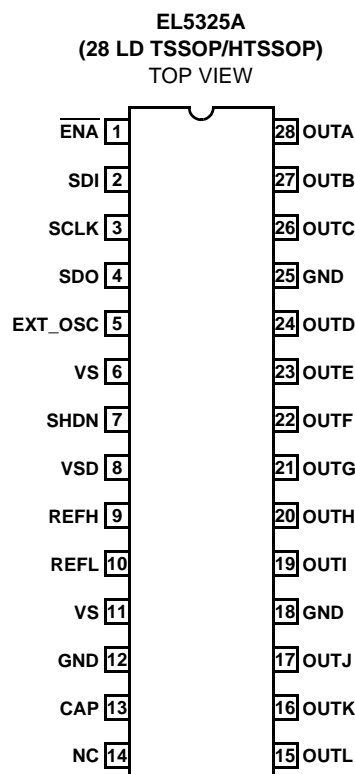 EL5325A
(28 LD TSSOP/HTSSOP)
TOP VIEW
ENA 1 28 OUTA
SDI 2 27 OUTB
SCLK 3 26 OUTC
SDO 4 25 GND
EXT_OSC 5 24 OUTD
VS 6 23 OUTE
SHDN 7 22 OUTF
VSD 8 21 OUTG
REFH 9 20 OUTH
REFL 10 19 OUTI
VS 11 18 GND
GND 12 17 OUTJ
CAP 13 16 OUTK
NC 14 15 OUTL